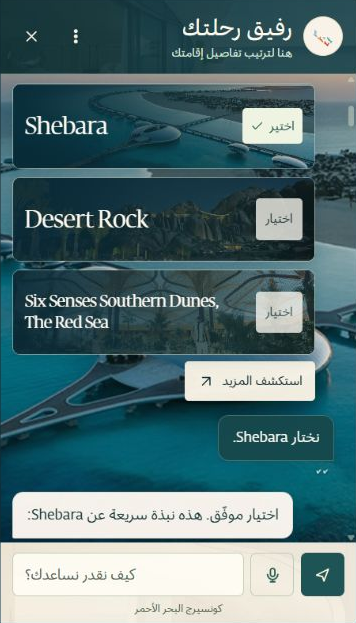 رفيق رحلتك
هنا لترتيب تفاصيل إقامتك
Shebara
اختير
Desert Rock
اختيار
Six Senses Southern Dunes,
The Red Sea
اختيار
استكشف المزيد
نختار Shebara.
اختيار موفّق. هذه نبذة سريعة عن Shebara:
كيف نقدر نساعدك؟
كونسيرج البحر الأحمر